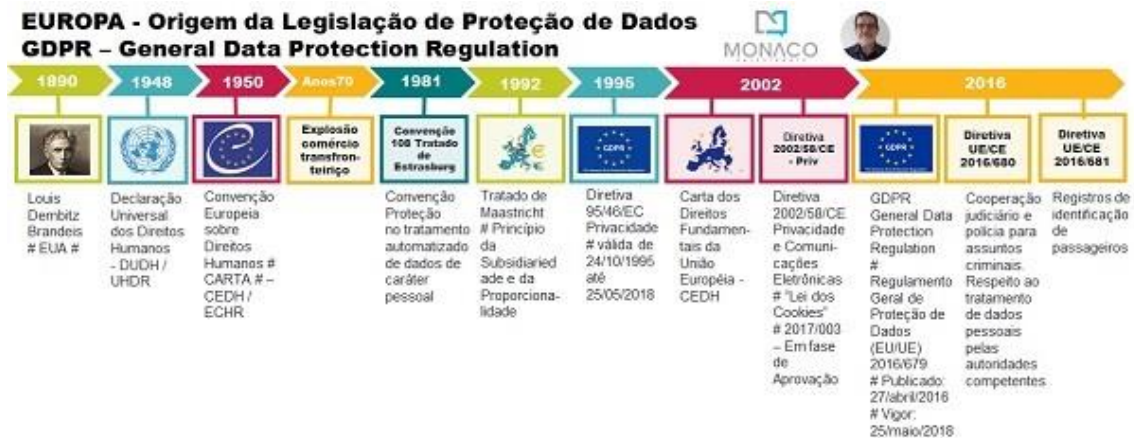 EUROPA - Origem da Legislação de Proteção de Dados
GDPR – General Data Protection Regulation
MONACO
1890
1948
1950
Anos70
1981
1992
1995
2002
2016
Explosão
comércio
transfron-
teiriço
Convenção
108 Tratado
de
Estrasburg
GDPR
Diretiva
2002/58/CE
- Priv
GDPR
Diretiva
UE/CE
2016/680
Diretiva
UE/CE
2016/681
Louis
Dembitz
Brandeis
# EUA #
Declaração
Universal
dos Direitos
Humanos
- DUDH /
UHDR
Convenção
Europeia
sobre
Direitos
Humanos #
CARTA # –
CEDH /
ECHR
Convenção
Proteção
no tratamento
automatizado
de dados de
caráter
pessoal
Tratado de
Maastricht
# Princípio
da
Subsidiaried
ade e da
Proporciona-
lidade
Diretiva
95/46/EC
Privacidade
# válida de
24/10/1995
até
25/05/2018
Carta dos
Direitos
Fundamen-
tais da
União
Européia -
CEDH
Diretiva
2002/58/CE
Privacidade
e Comuni-
cações
Eletrônicas
# "Lei dos
Cookies"
# 2017/003
– Em fase
de
Aprovação
GDPR
General Data
Protection
Regulation
#
Regulamento
Geral de
Proteção de
Dados
(EU/UE)
2016/679
# Publicado:
27/abril/2016
# Vigor:
25/maio/2018
Cooperação
judiciário e
polícia para
assuntos
criminais.
Respeito ao
tratamento
de dados
pessoais
pelas
autoridades
competentes
Registros de
identificação
de
passageiros